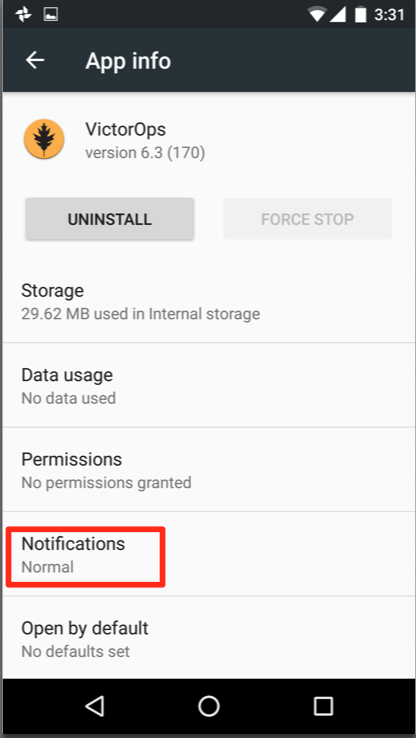 3:31
App info
VictorOps
version 6.3 (170)
UNINSTALL
FORCE STOP
Storage
29.62 MB used in Internal storage
Data usage
No data used
Permissions
No permissions granted
Notifications
Normal
Open by default
No defaults set